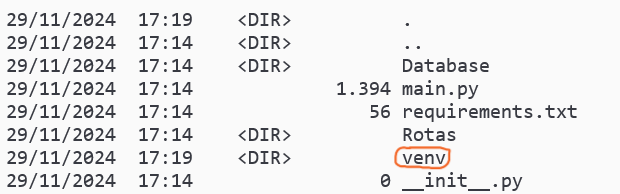 29/11/2024  17:19    <DIR>          .
29/11/2024  17:14    <DIR>          ..
29/11/2024  17:14    <DIR>          Database
29/11/2024  17:14             1.394 main.py
29/11/2024  17:14                56 requirements.txt
29/11/2024  17:14    <DIR>          Rotas
29/11/2024  17:19    <DIR>          venv
29/11/2024  17:14                 0 __init__.py